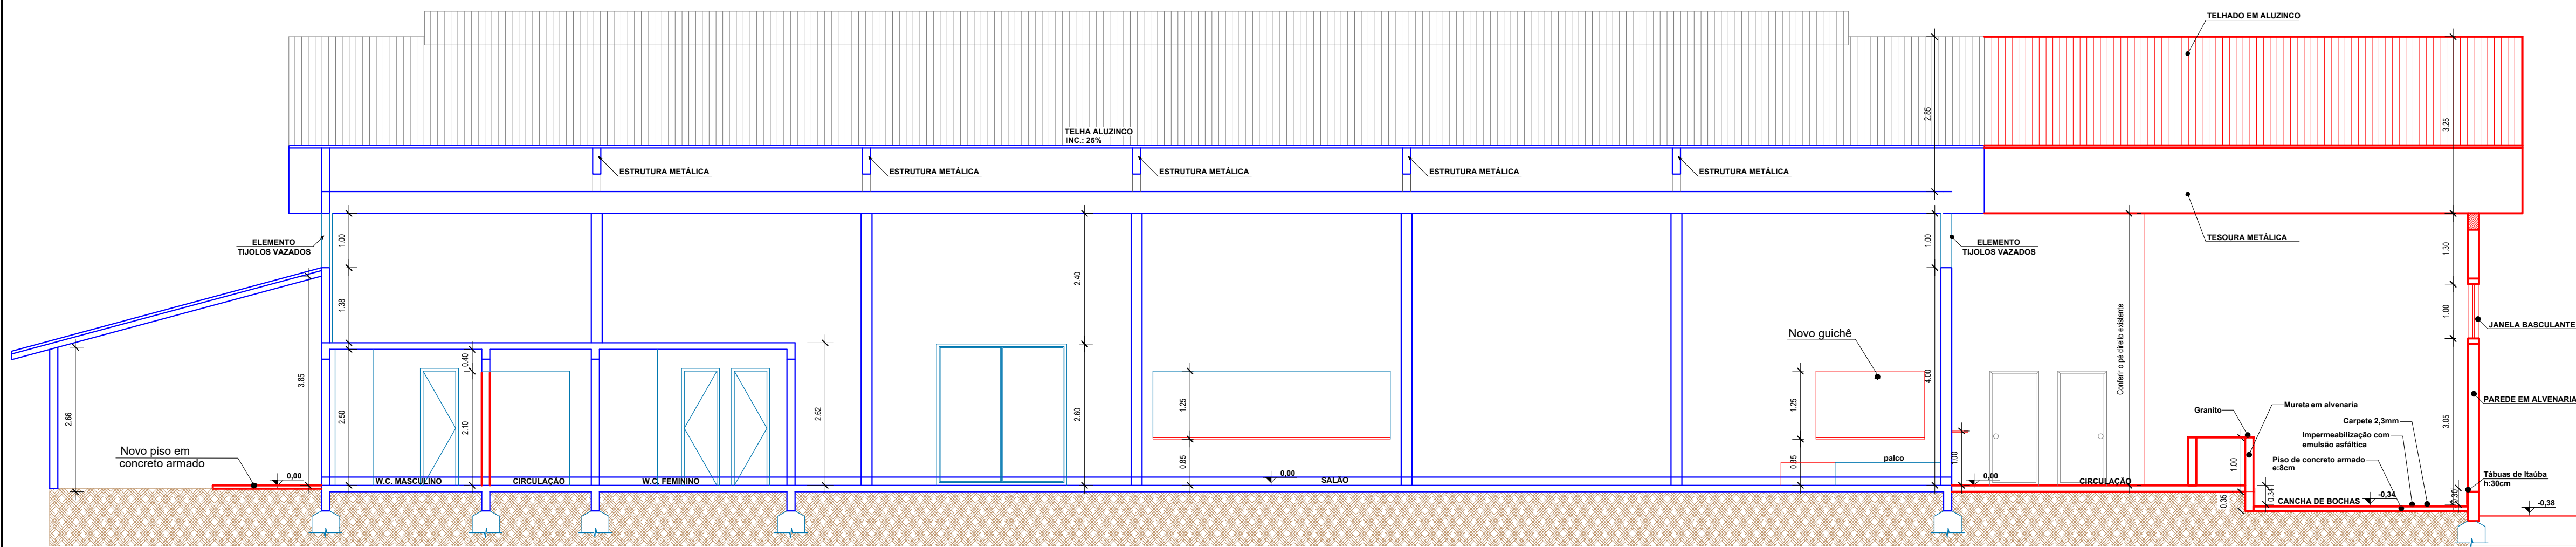 TELHADO EM ALUZINCO
TELHA ALUZINCO
INC.: 25%
2.85
3.25
ESTRUTURA METÁLICA
ESTRUTURA METÁLICA
ESTRUTURA METÁLICA
ESTRUTURA METÁLICA
ESTRUTURA METÁLICA
ELEMENTO
TIJOLOS VAZADOS
1.00
1.38
2.40
1.00
ELEMENTO
TIJOLOS VAZADOS
TESOURA METÁLICA
1.30
1.00
JANELA BASCULANTE
Conferir o pé direito existente
Novo guichê
3.85
2.66
2.50
0.40
2.10
2.62
2.60
1.25
0.85
1.25
0.85
4.00
1.00
PAREDE EM ALVENARIA
3.05
Granito
Mureta em alvenaria
Carpete 2,3mm
Impermeabilização com
emulsão asfáltica
Piso de concreto armado
e:8cm
Tábuas de Itaúba
h:30cm
Novo piso em
concreto armado
0,00
W.C. MASCULINO
CIRCULAÇÃO
W.C. FEMININO
0,00
SALÃO
palco
0,00
CIRCULAÇÃO
1.00
0.35
0.34
CANCHA DE BOCHAS
-0,34
0.30
-0,38